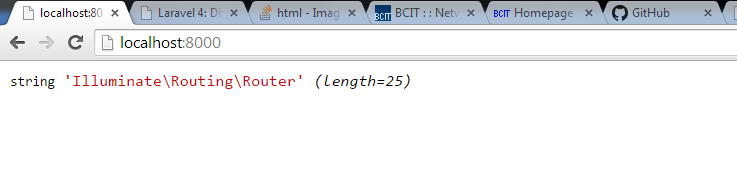 localhost:80
Laravel 4: Di
html - Imag
BCIT : : Netw
BCIT Homepage
GitHub
localhost:8000
string 'Illuminate\Routing\Router' (length=25)